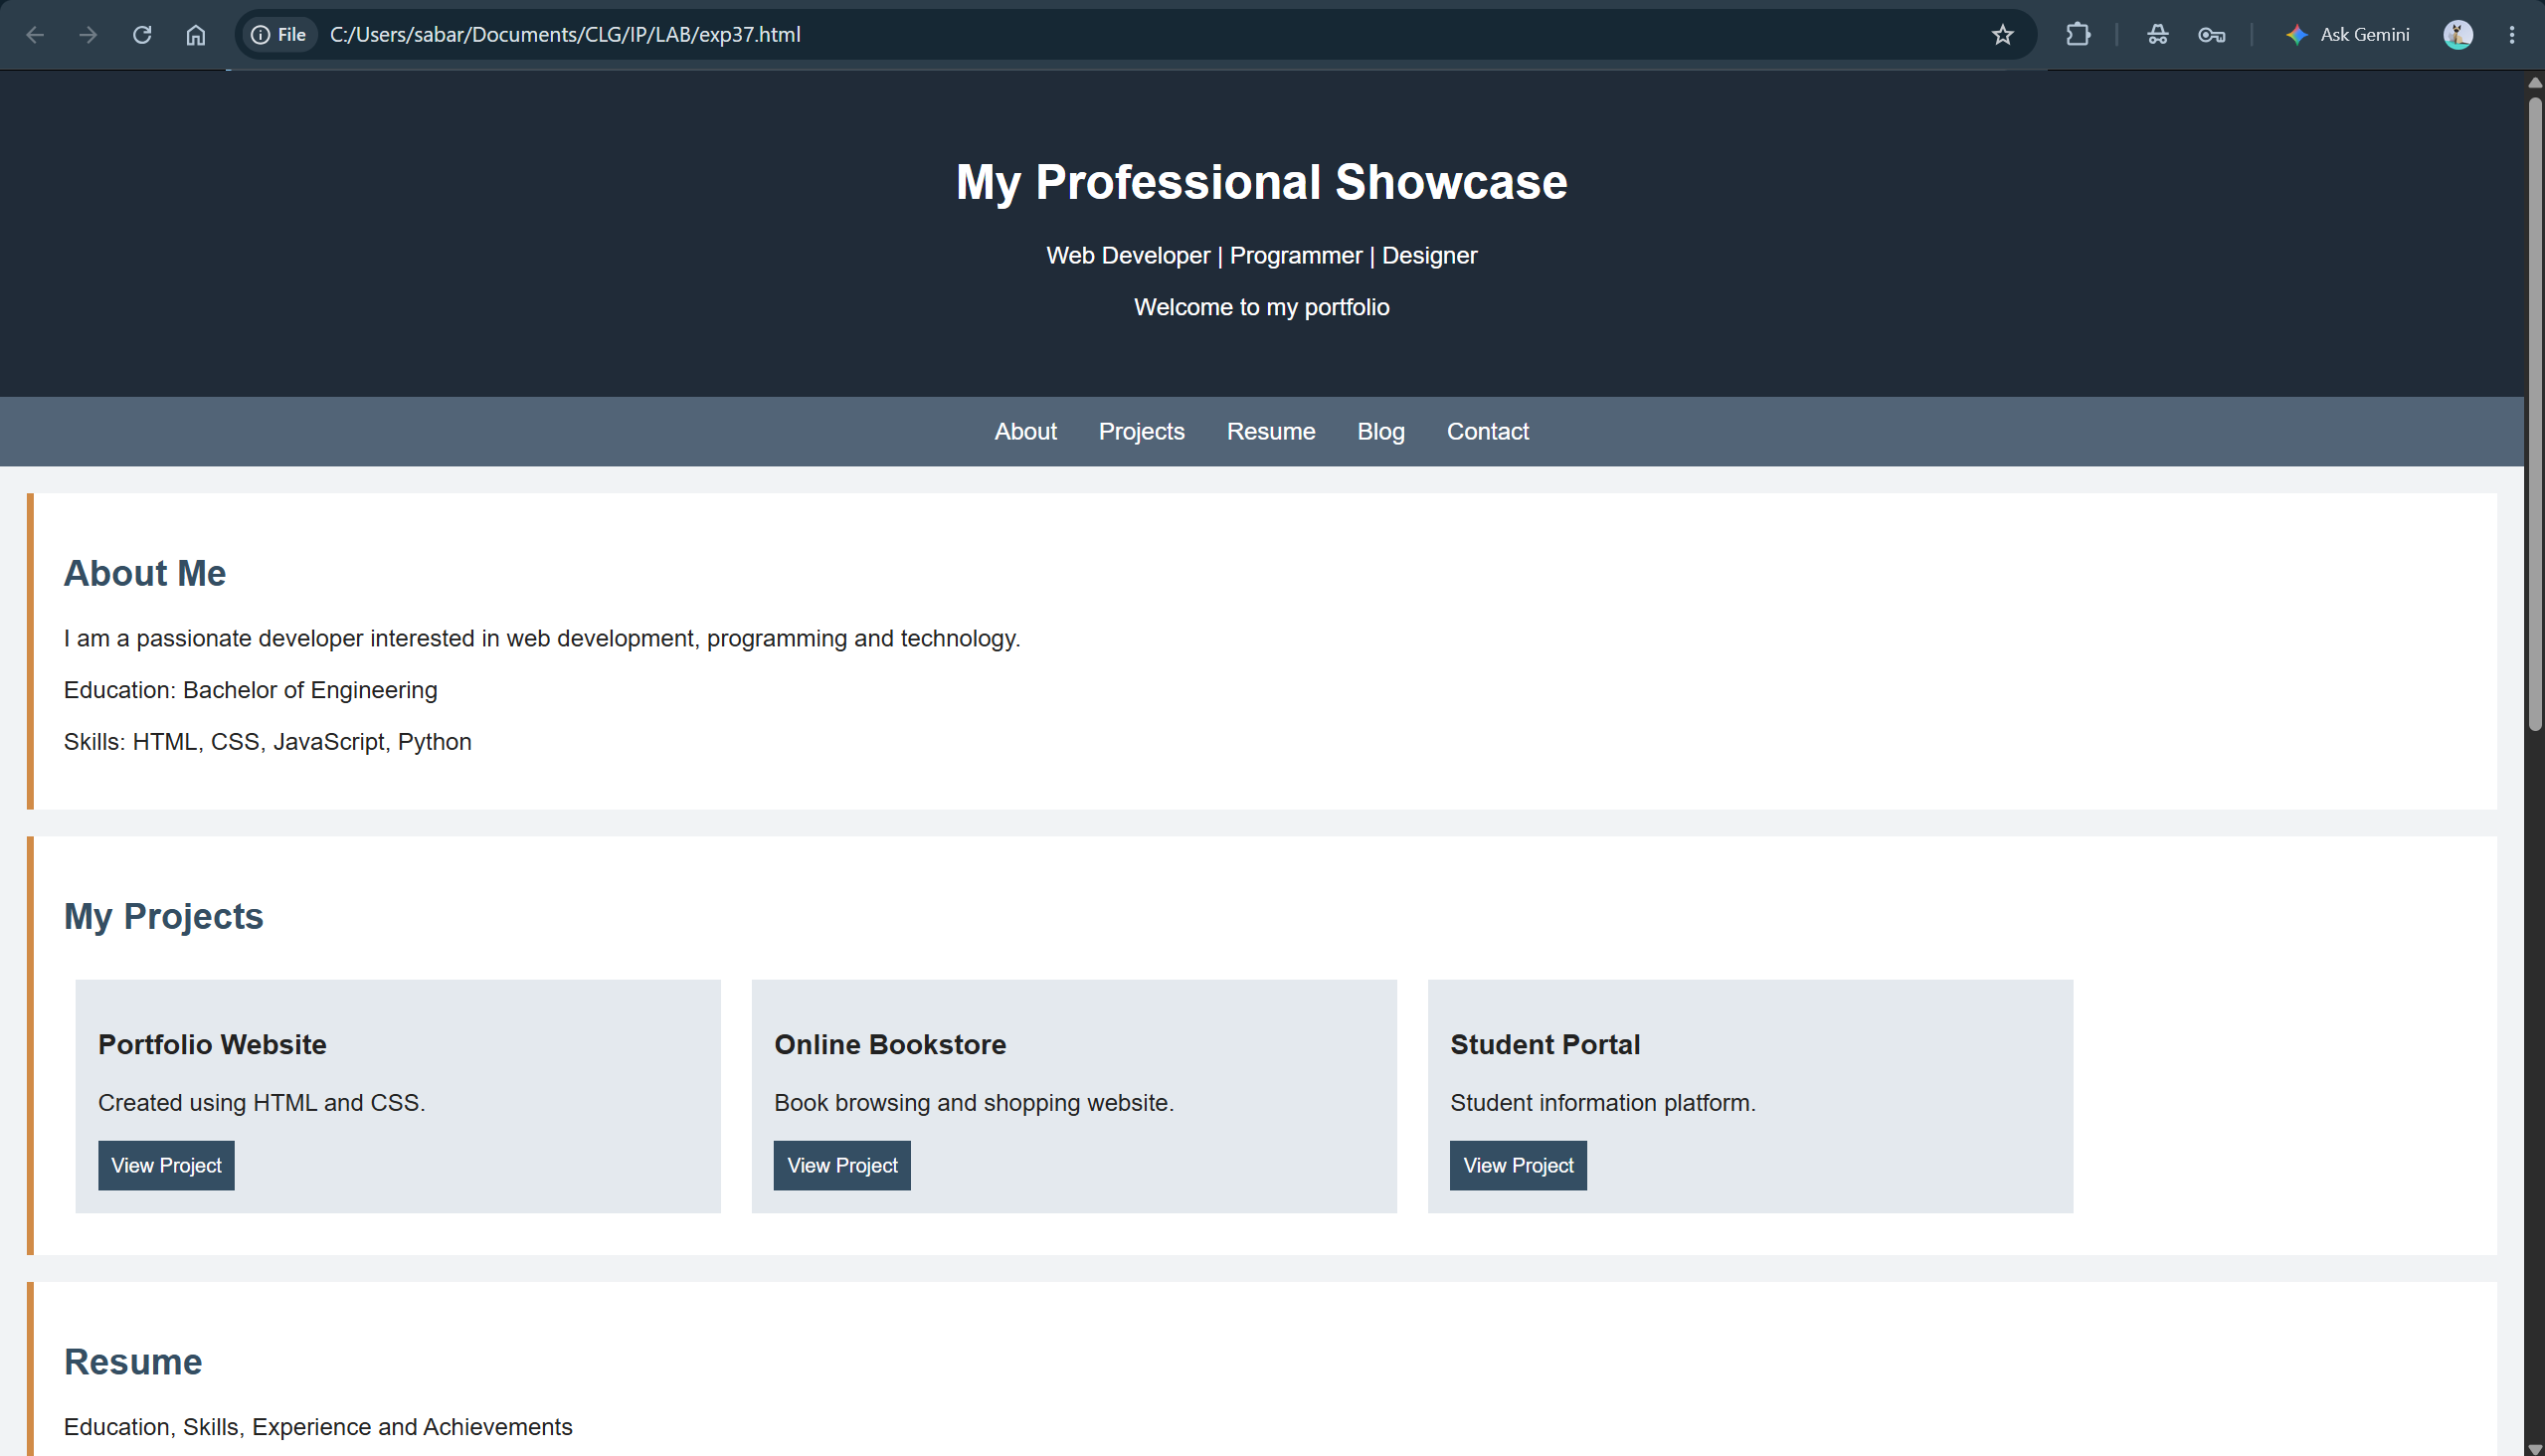 File C:/Users/sabar/Documents/CLG/IP/LAB/exp37.html Ask Gemini
My Professional Showcase
Web Developer | Programmer | Designer
Welcome to my portfolio
About Projects Resume Blog Contact
About Me
I am a passionate developer interested in web development, programming and technology.
Education: Bachelor of Engineering
Skills: HTML, CSS, JavaScript, Python
My Projects
Portfolio Website
Created using HTML and CSS.
View Project
Online Bookstore
Book browsing and shopping website.
View Project
Student Portal
Student information platform.
View Project
Resume
Education, Skills, Experience and Achievements